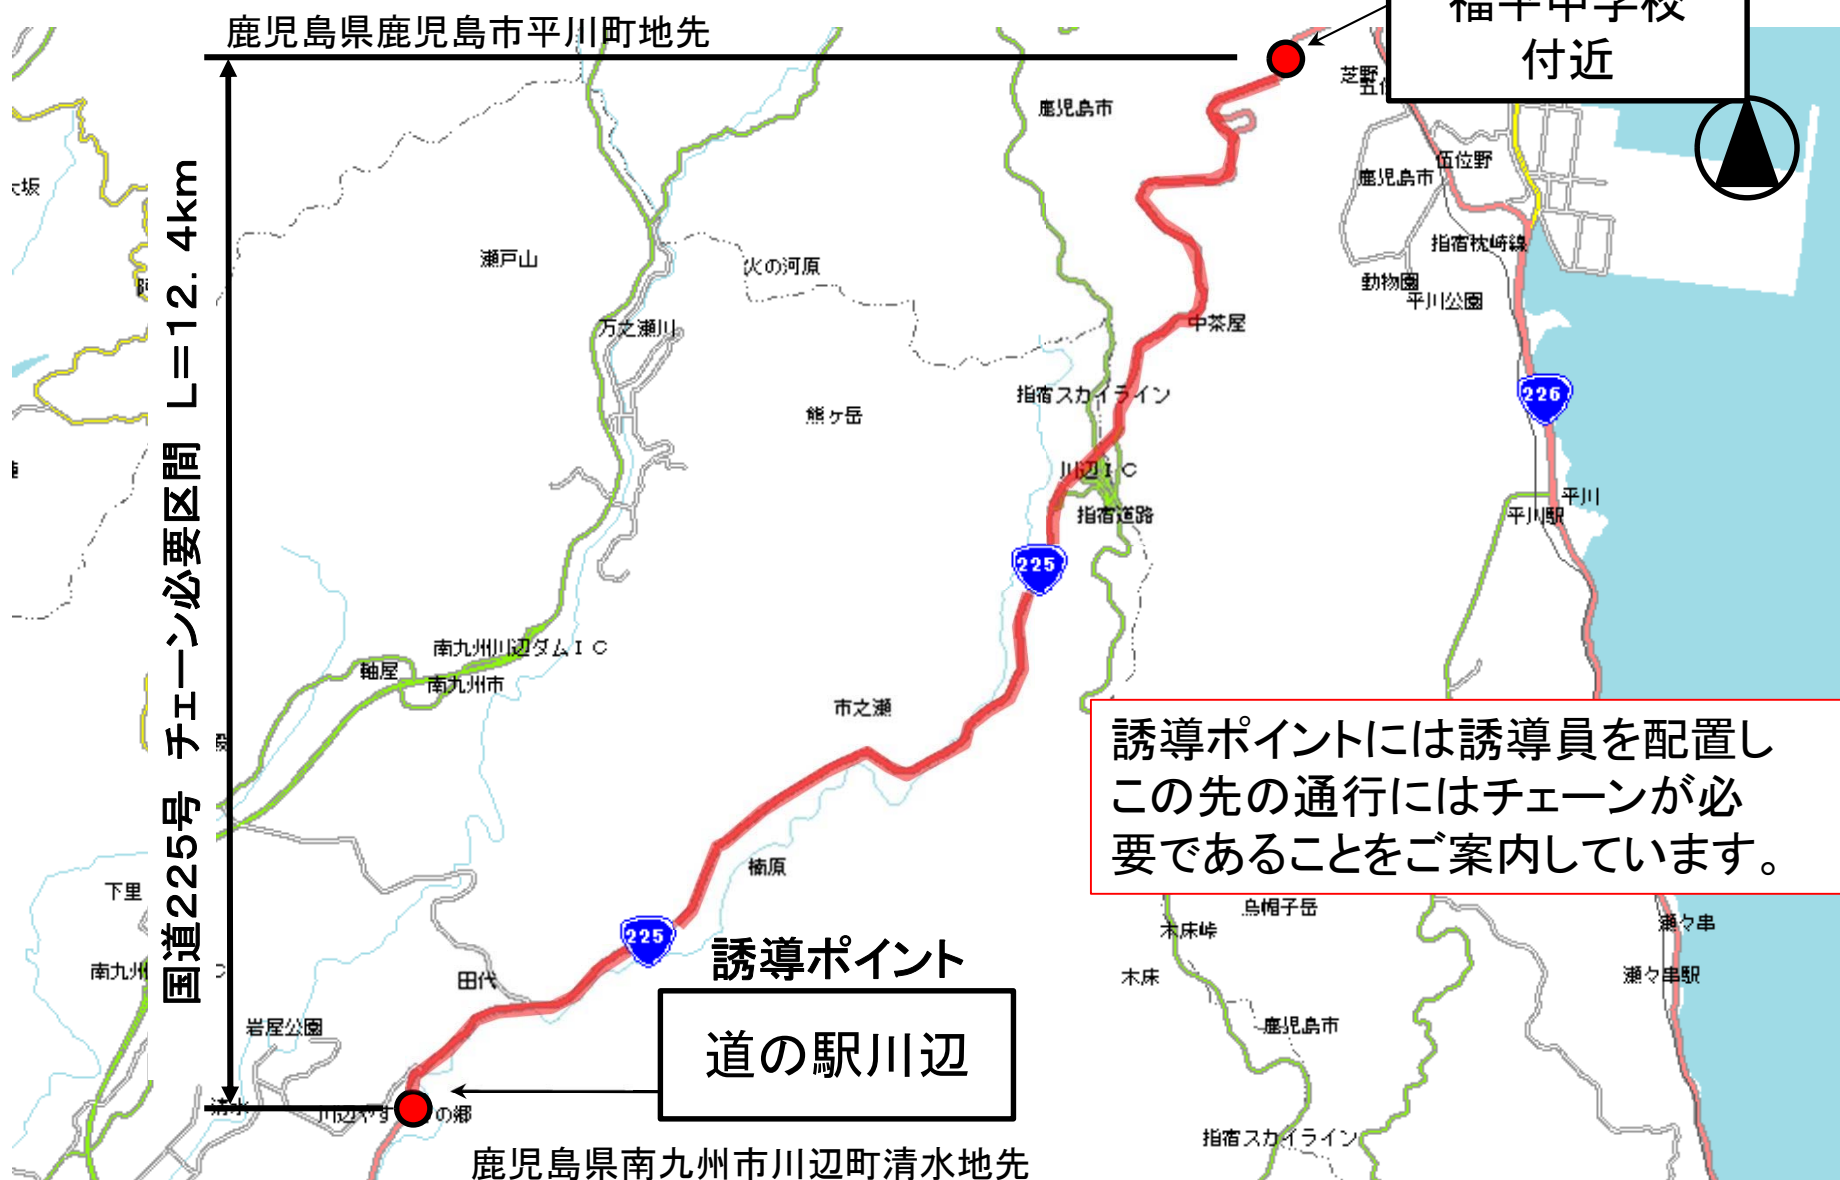 鹿児島県鹿児島市平川町地先
付近
国道225号 チェーン必要区間 L=12.4km
鹿児島市
芝野
伍位野
鹿児島市
指宿枕崎線
動物園
平川公園
瀬戸山
火の河原
万之瀬川
中茶屋
指宿スカイライン
熊ヶ岳
226
川辺IC
指宿道路
平川
平川駅
225
南九州川辺ダムIC
軸屋
南九州市
市之瀬
誘導ポイントには誘導員を配置し
この先の通行にはチェーンが必
要であることをご案内しています。
楠原
下里
烏帽子岳
木床峠
瀬々串
225
誘導ポイント
南九州
田代
木床
瀬々串駅
道の駅川辺
岩屋公園
鹿児島市
清水
の郷
指宿スカイライン
鹿児島県南九州市川辺町清水地先